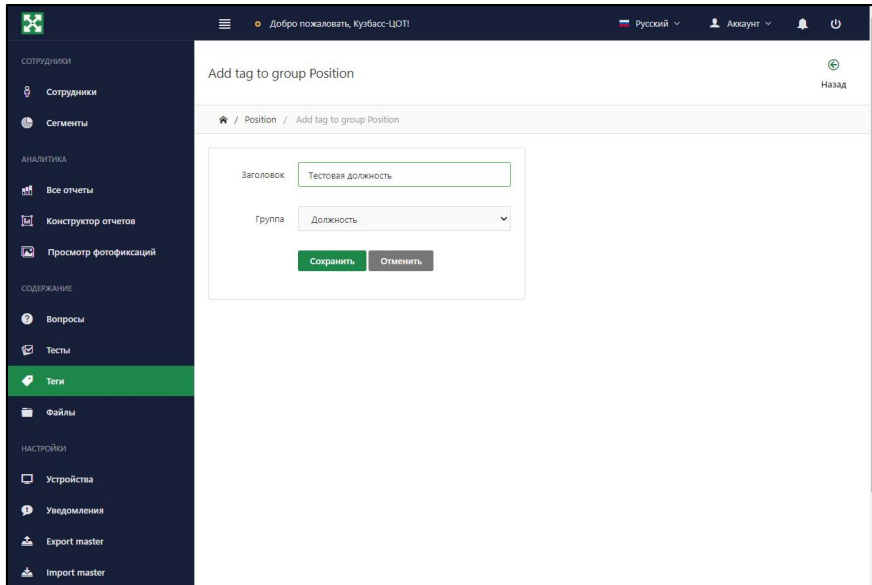 Добро пожаловать, Кузбасс-ЦОТ!
Русский
Аккаунт
СОТРУДНИКИ
Сотрудники
Сегменты
АНАЛИТИКА
Все отчеты
Конструктор отчетов
Просмотр фотофиксаций
СОДЕРЖАНИЕ
Вопросы
Тесты
Теги
Файлы
НАСТРОЙКИ
Устройства
Уведомления
Export master
Import master
Add tag to group Position
Назад
/ Position / Add tag to group Position
Заголовок Тестовая должность
Группа Должность
Сохранить Отменить